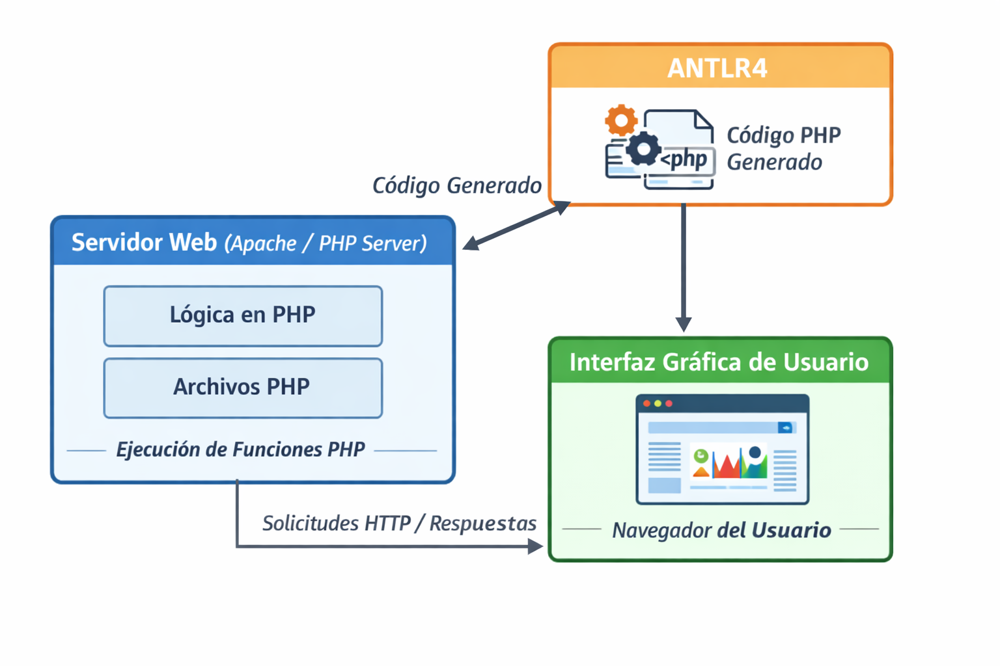 ANTLR4
<php
Código PHP
Generado
Código Generado
Servidor Web (Apache / PHP Server)
Lógica en PHP
Archivos PHP
Ejecución de Funciones PHP
Solicitudes HTTP / Respuestas
Interfaz Gráfica de Usuario
Navegador del Usuario